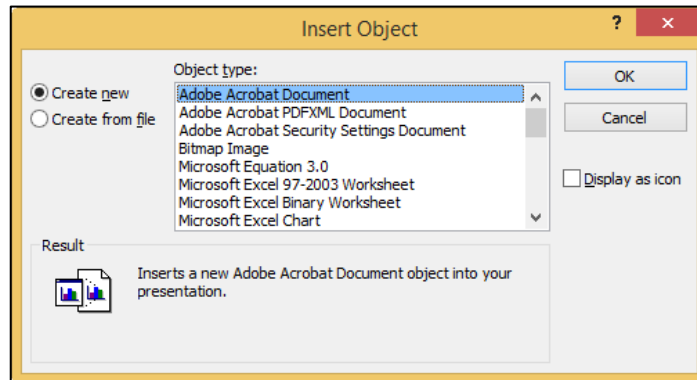 Insert Object
?
Create new
Create from file
Object type:
Adobe Acrobat Document
Adobe Acrobat PDFXML Document
Adobe Acrobat Security Settings Document
Bitmap Image
Microsoft Equation 3.0
Microsoft Excel 97-2003 Worksheet
Microsoft Excel Binary Worksheet
Microsoft Excel Chart
OK
Cancel
Display as icon
Result
Inserts a new Adobe Acrobat Document object into your
presentation.